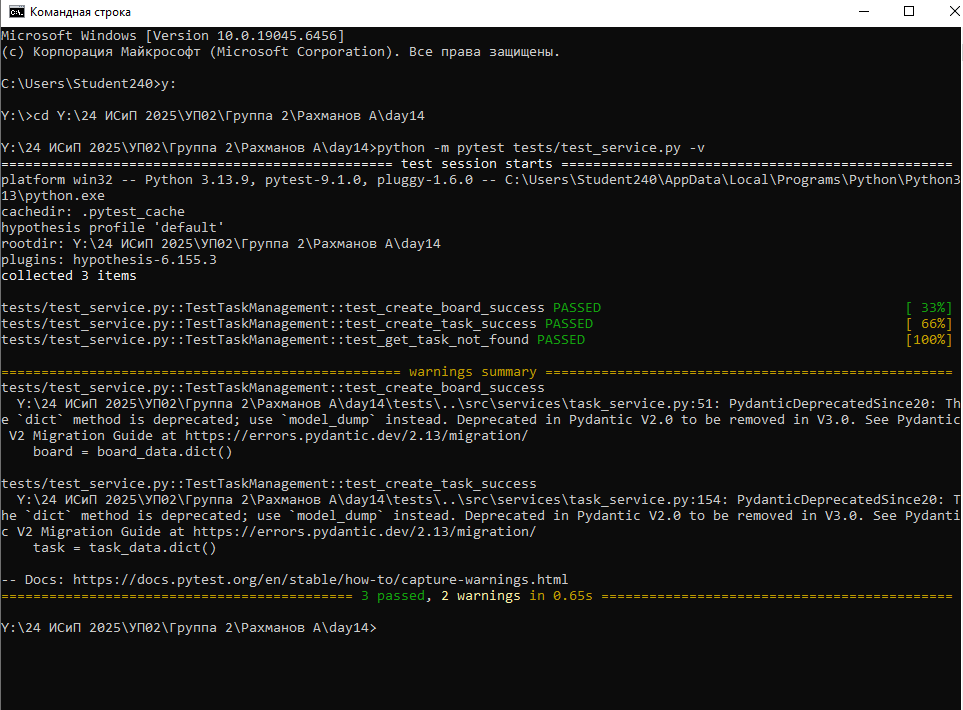 Командная строка
Microsoft Windows [Version 10.0.19045.6456]
(c) Корпорация Майкрософт (Microsoft Corporation). Все права защищены.
C:\Users\Student240>y:
Y:\>cd Y:\24 ИСиП 2025\УП02\Группа 2\Рахманов А\day14
Y:\24 ИСиП 2025\УП02\Группа 2\Рахманов А\day14>python -m pytest tests/test_service.py -v
================================================= test session starts =================================================
platform win32 -- Python 3.13.9, pytest-9.1.0, pluggy-1.6.0 -- C:\Users\Student240\AppData\Local\Programs\Python\Python3
13\python.exe
cachedir: .pytest_cache
hypothesis profile 'default'
rootdir: Y:\24 ИСиП 2025\УП02\Группа 2\Рахманов А\day14
plugins: hypothesis-6.155.3
collected 3 items
tests/test_service.py::TestTaskManagement::test_create_board_success PASSED [ 33%]
tests/test_service.py::TestTaskManagement::test_create_task_success PASSED [ 66%]
tests/test_service.py::TestTaskManagement::test_get_task_not_found PASSED [100%]
================================================== warnings summary ===================================================
tests/test_service.py::TestTaskManagement::test_create_board_success
Y:\24 ИСиП 2025\УП02\Группа 2\Рахманов А\day14\tests\..\src\services\task_service.py:51: PydanticDeprecatedSince20: Th
e `dict` method is deprecated; use `model_dump` instead. Deprecated in Pydantic V2.0 to be removed in V3.0. See Pydantic
V2 Migration Guide at https://errors.pydantic.dev/2.13/migration/
board = board_data.dict()
tests/test_service.py::TestTaskManagement::test_create_task_success
Y:\24 ИСиП 2025\УП02\Группа 2\Рахманов А\day14\tests\..\src\services\task_service.py:154: PydanticDeprecatedSince20: T
he `dict` method is deprecated; use `model_dump` instead. Deprecated in Pydantic V2.0 to be removed in V3.0. See Pydanti
c V2 Migration Guide at https://errors.pydantic.dev/2.13/migration/
task = task_data.dict()
-- Docs: https://docs.pytest.org/en/stable/how-to/capture-warnings.html
============================================ 3 passed, 2 warnings in 0.65s ============================================
Y:\24 ИСиП 2025\УП02\Группа 2\Рахманов А\day14>